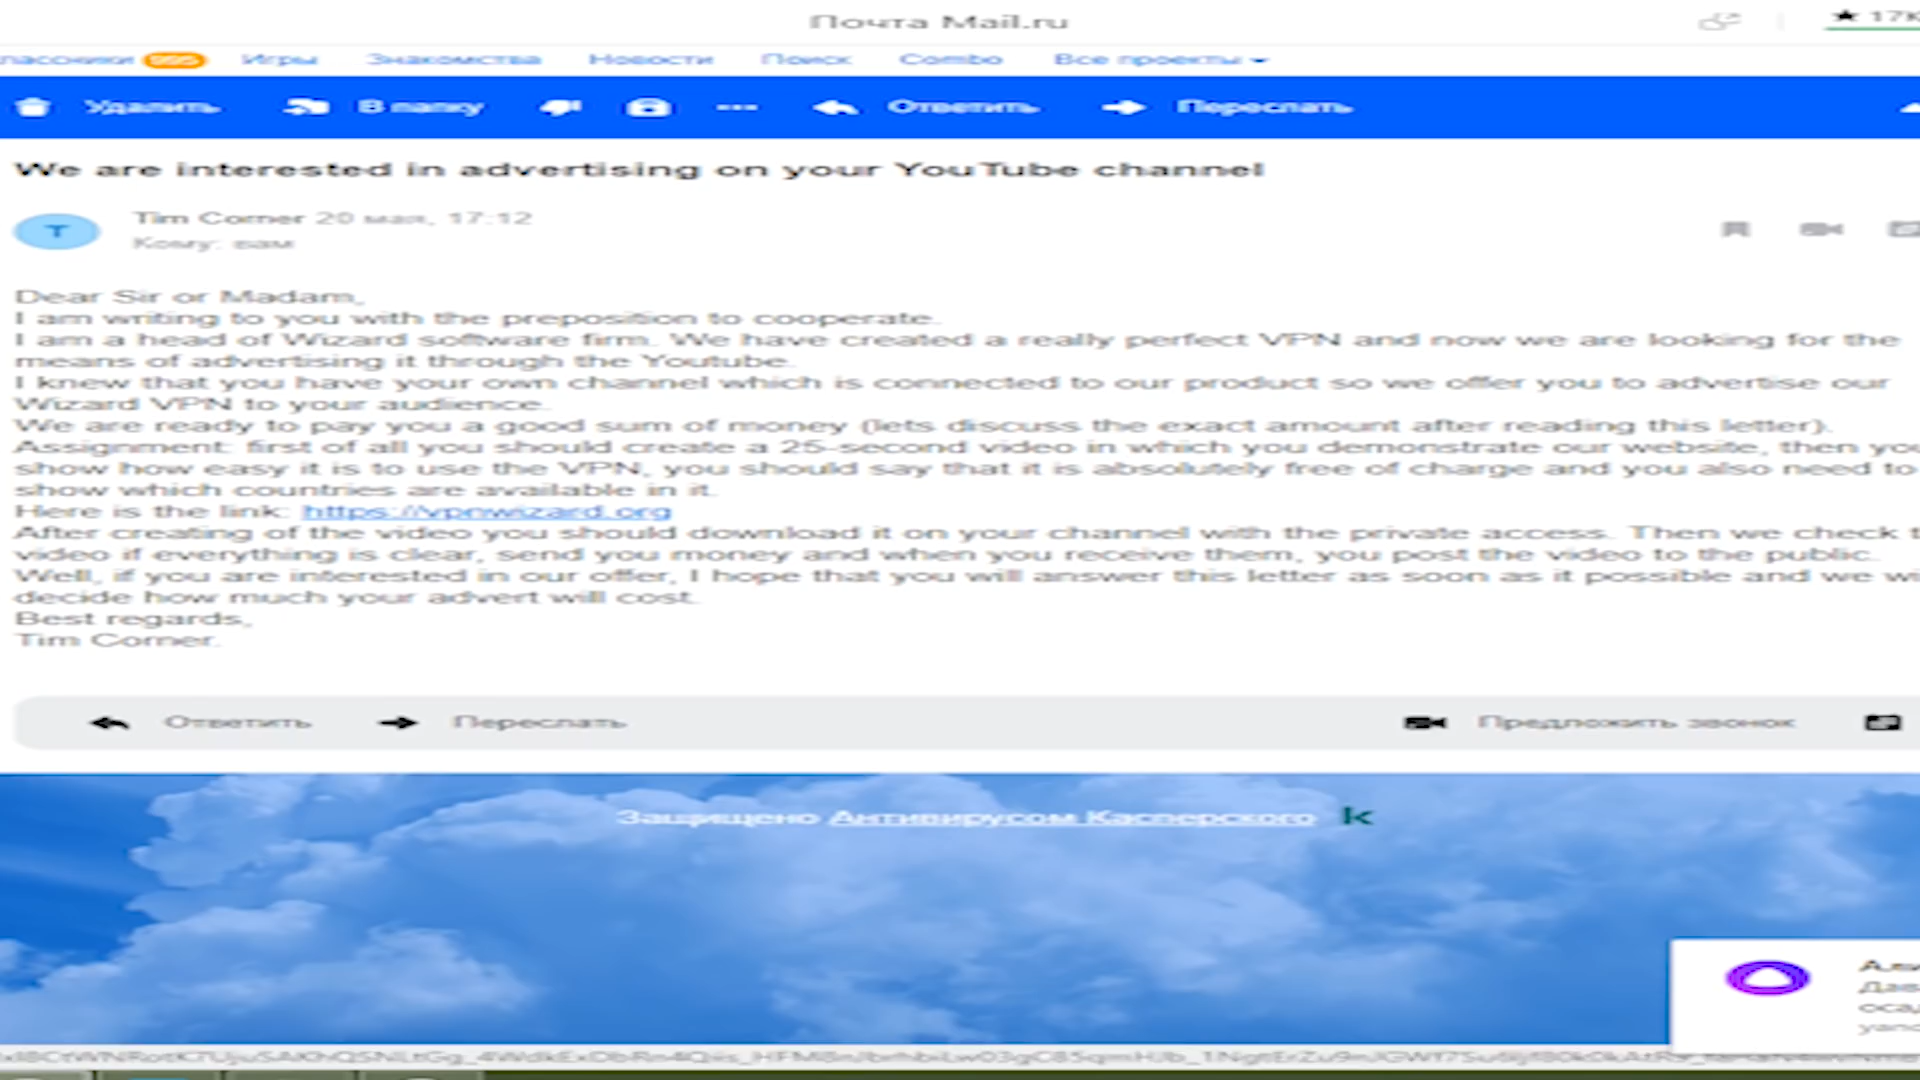 Почта Mail.ru
17K
лассники 995 Игры Знакомства Новости Поиск Combo Все проекты
Удалить В папку Ответить Переслать
We are interested in advertising on your YouTube channel
T Tim Corner 20 мая, 17:12
Кому: вам
Dear Sir or Madam,
I am writing to you with the preposition to cooperate.
I am a head of Wizard software firm. We have created a really perfect VPN and now we are looking for the
means of advertising it through the Youtube.
I knew that you have your own channel which is connected to our product so we offer you to advertise our
Wizard VPN to your audience.
We are ready to pay you a good sum of money (lets discuss the exact amount after reading this letter).
Assignment: first of all you should create a 25-second video in which you demonstrate our website, then you
show how easy it is to use the VPN, you should say that it is absolutely free of charge and you also need to
show which countries are available in it.
Here is the link: https://vpnwizard.org
After creating of the video you should download it on your channel with the private access. Then we check t
video if everything is clear, send you money and when you receive them, you post the video to the public.
Well, if you are interested in our offer, I hope that you will answer this letter as soon as it possible and we wi
decide how much your advert will cost.
Best regards,
Tim Corner.
Ответить Переслать Предложить звонок
Защищено Антивирусом Касперского
Али
Дав
оса
yand